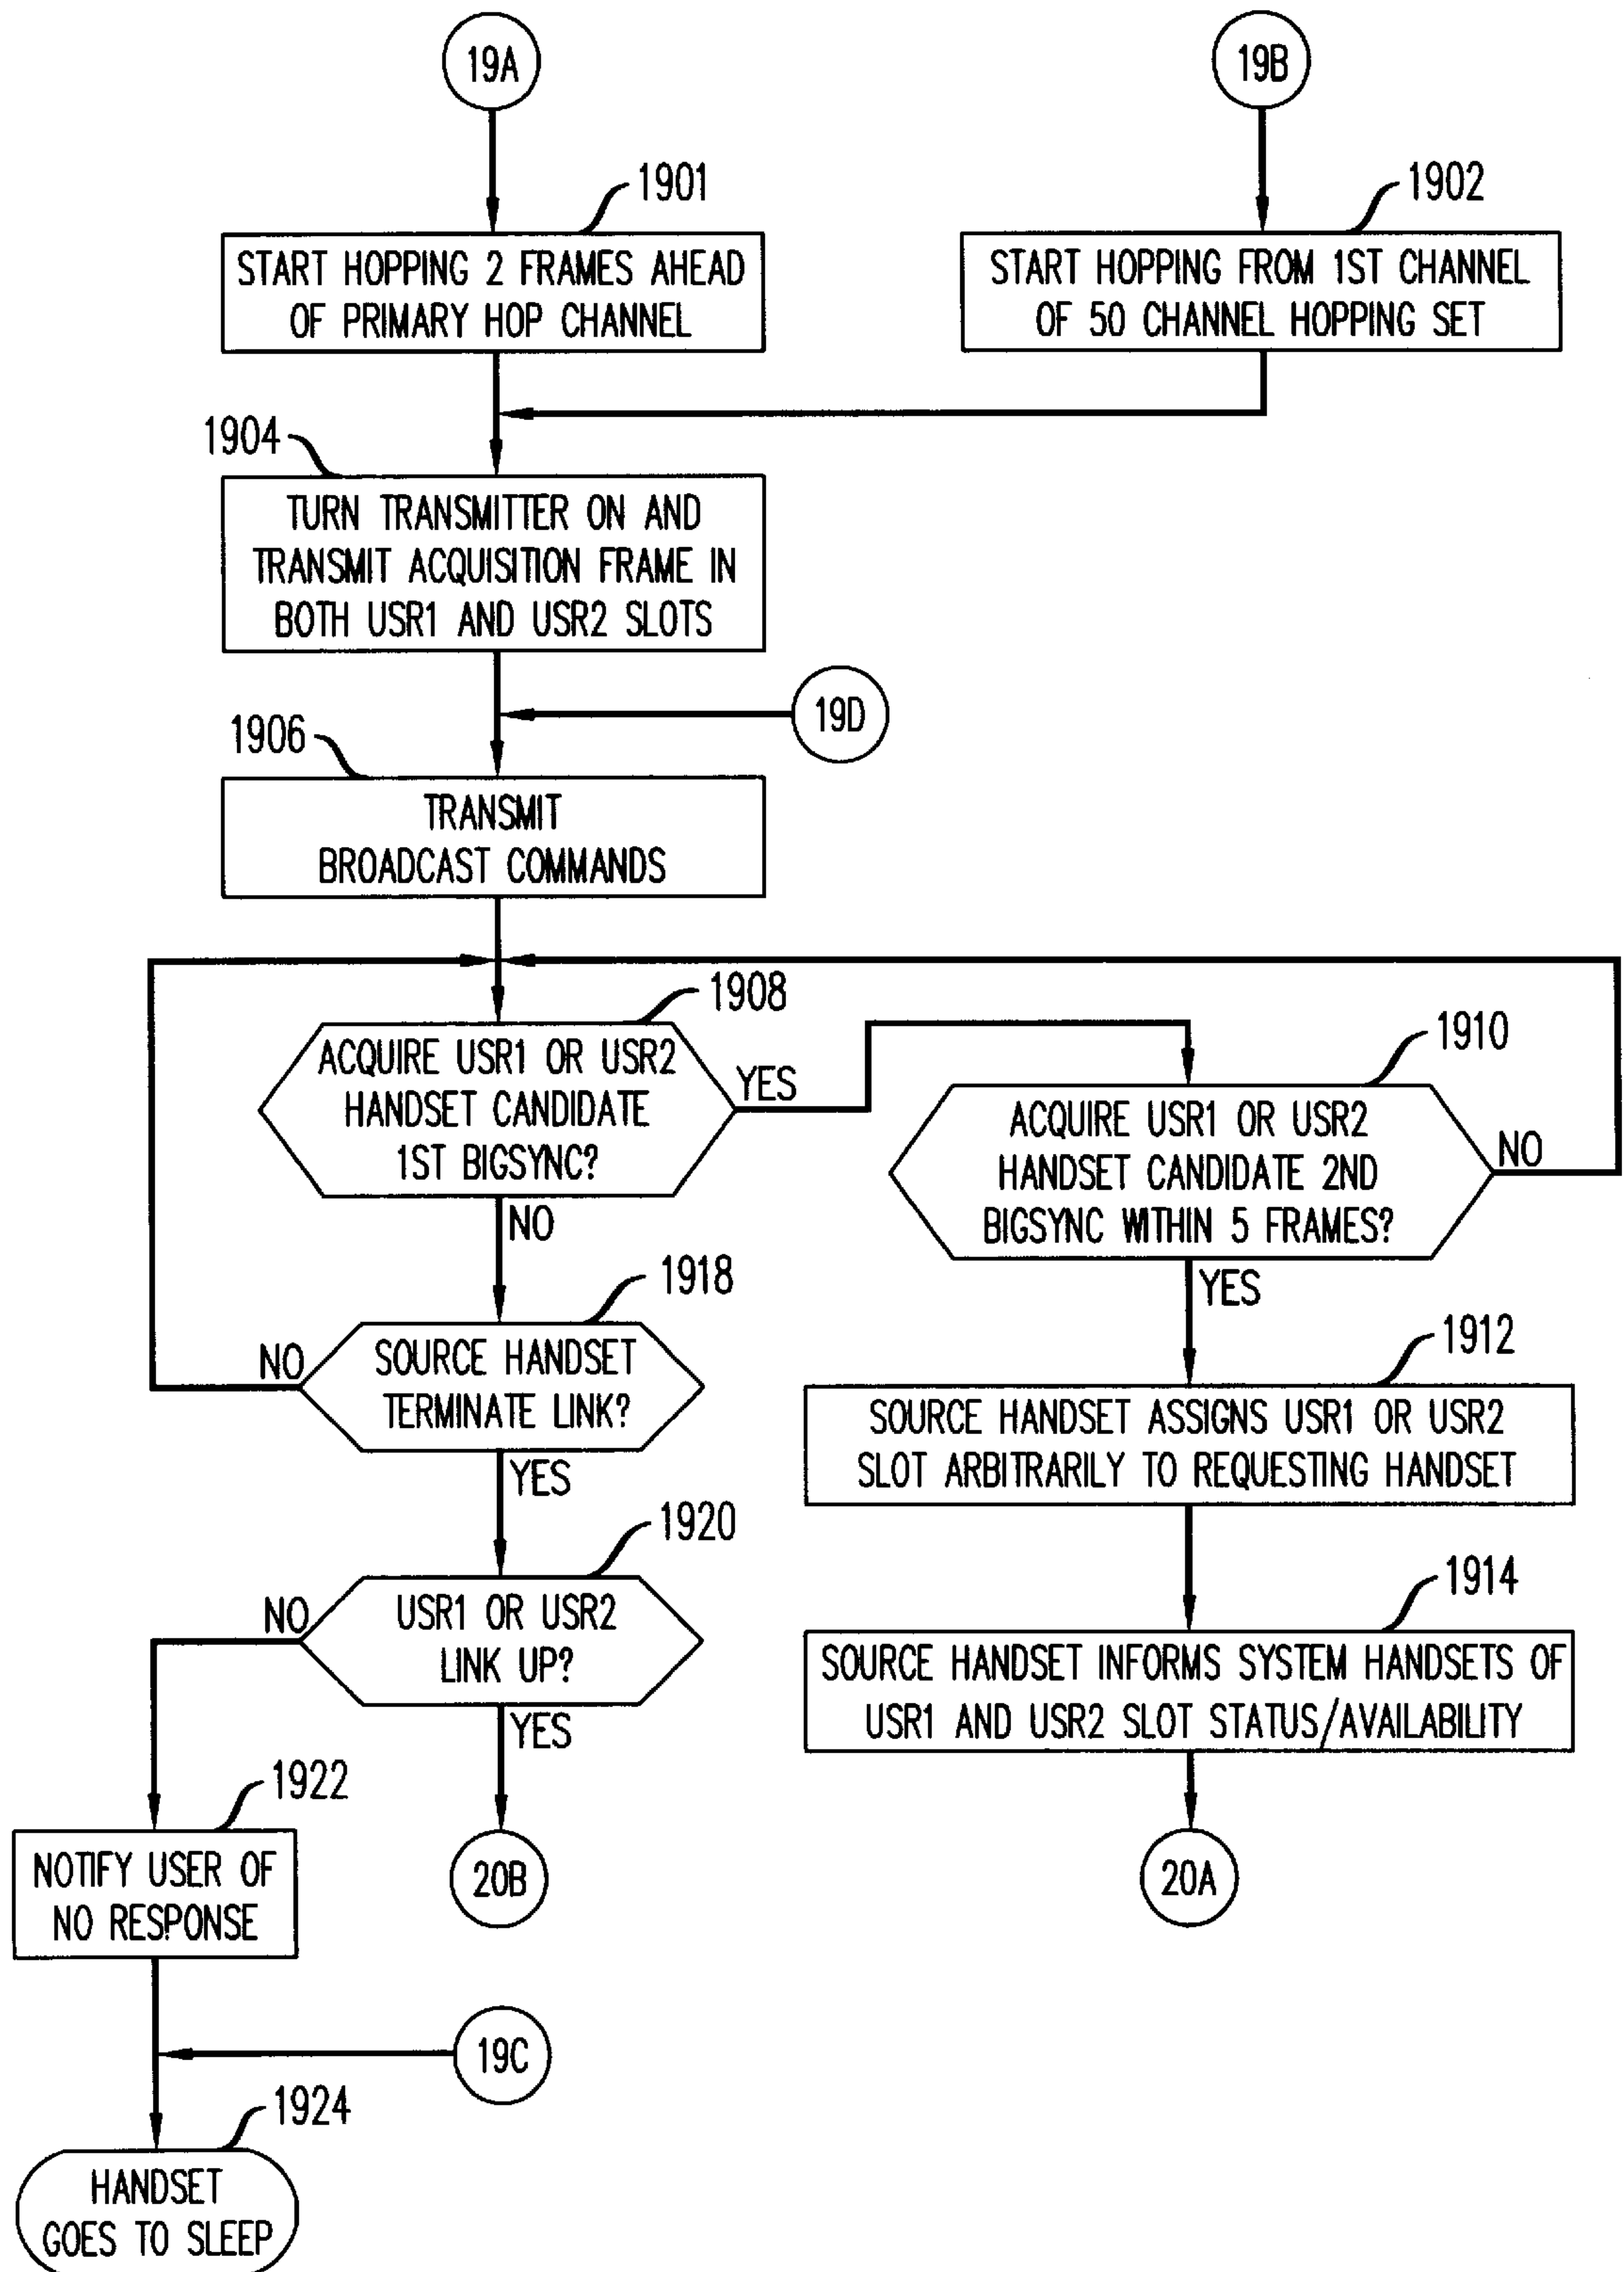 19A
19B
1901
1902
START HOPPING 2 FRAMES AHEAD
OF PRIMARY HOP CHANNEL
START HOPPING FROM 1ST CHANNEL
OF 50 CHANNEL HOPPING SET
1904
TURN TRANSMITTER ON AND
TRANSMIT ACQUISITION FRAME IN
BOTH USR1 AND USR2 SLOTS
19D
1906
TRANSMIT
BROADCAST COMMANDS
1908
ACQUIRE USR1 OR USR2
HANDSET CANDIDATE
1ST BIGSYNC?
YES
NO
1910
ACQUIRE USR1 OR USR2
HANDSET CANDIDATE 2ND
BIGSYNC WITHIN 5 FRAMES?
NO
YES
1918
SOURCE HANDSET
TERMINATE LINK?
NO
YES
1912
SOURCE HANDSET ASSIGNS USR1 OR USR2
SLOT ARBITRARILY TO REQUESTING HANDSET
1920
USR1 OR USR2
LINK UP?
NO
YES
1914
SOURCE HANDSET INFORMS SYSTEM HANDSETS OF
USR1 AND USR2 SLOT STATUS/AVAILABILITY
1922
NOTIFY USER OF
NO RESPONSE
20B
20A
19C
1924
HANDSET
GOES TO SLEEP